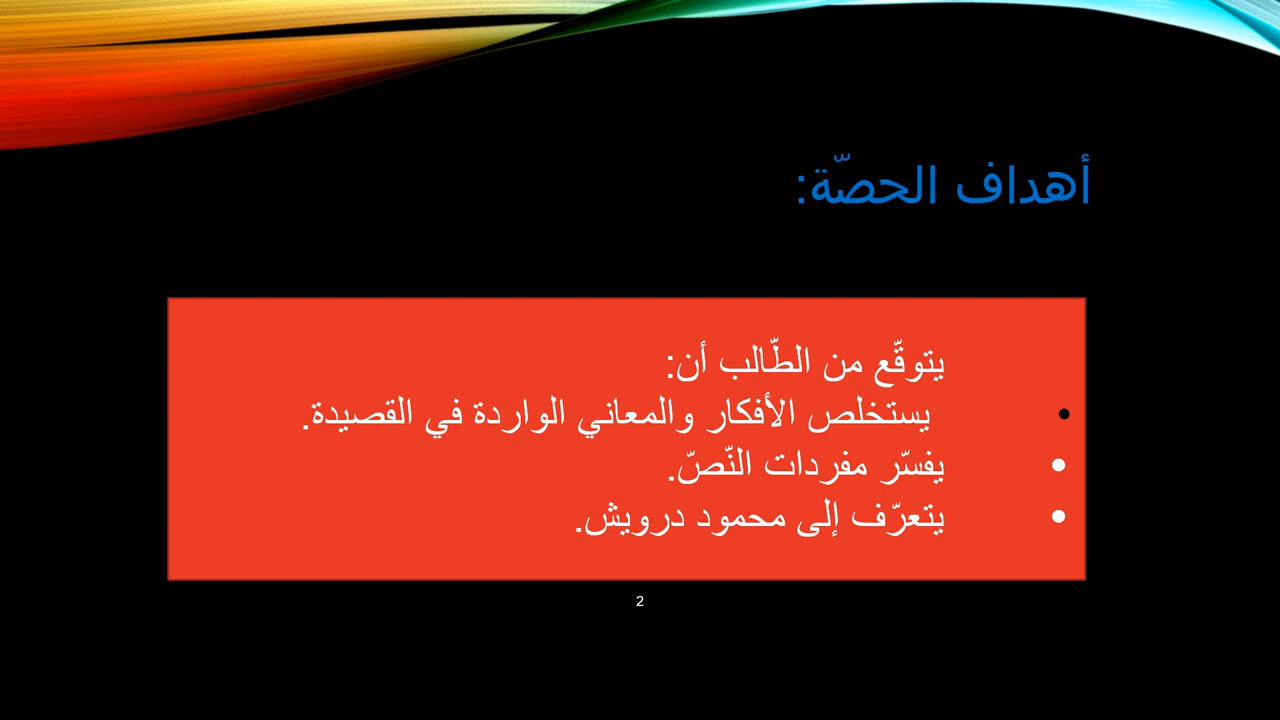 أهداف الحصّة:
يتوقّع من الطّالب أن:
• يستخلص الأفكار والمعاني الواردة في القصيدة.
• يفسّر مفردات النّصّ.
• يتعرّف إلى محمود درويش.
2